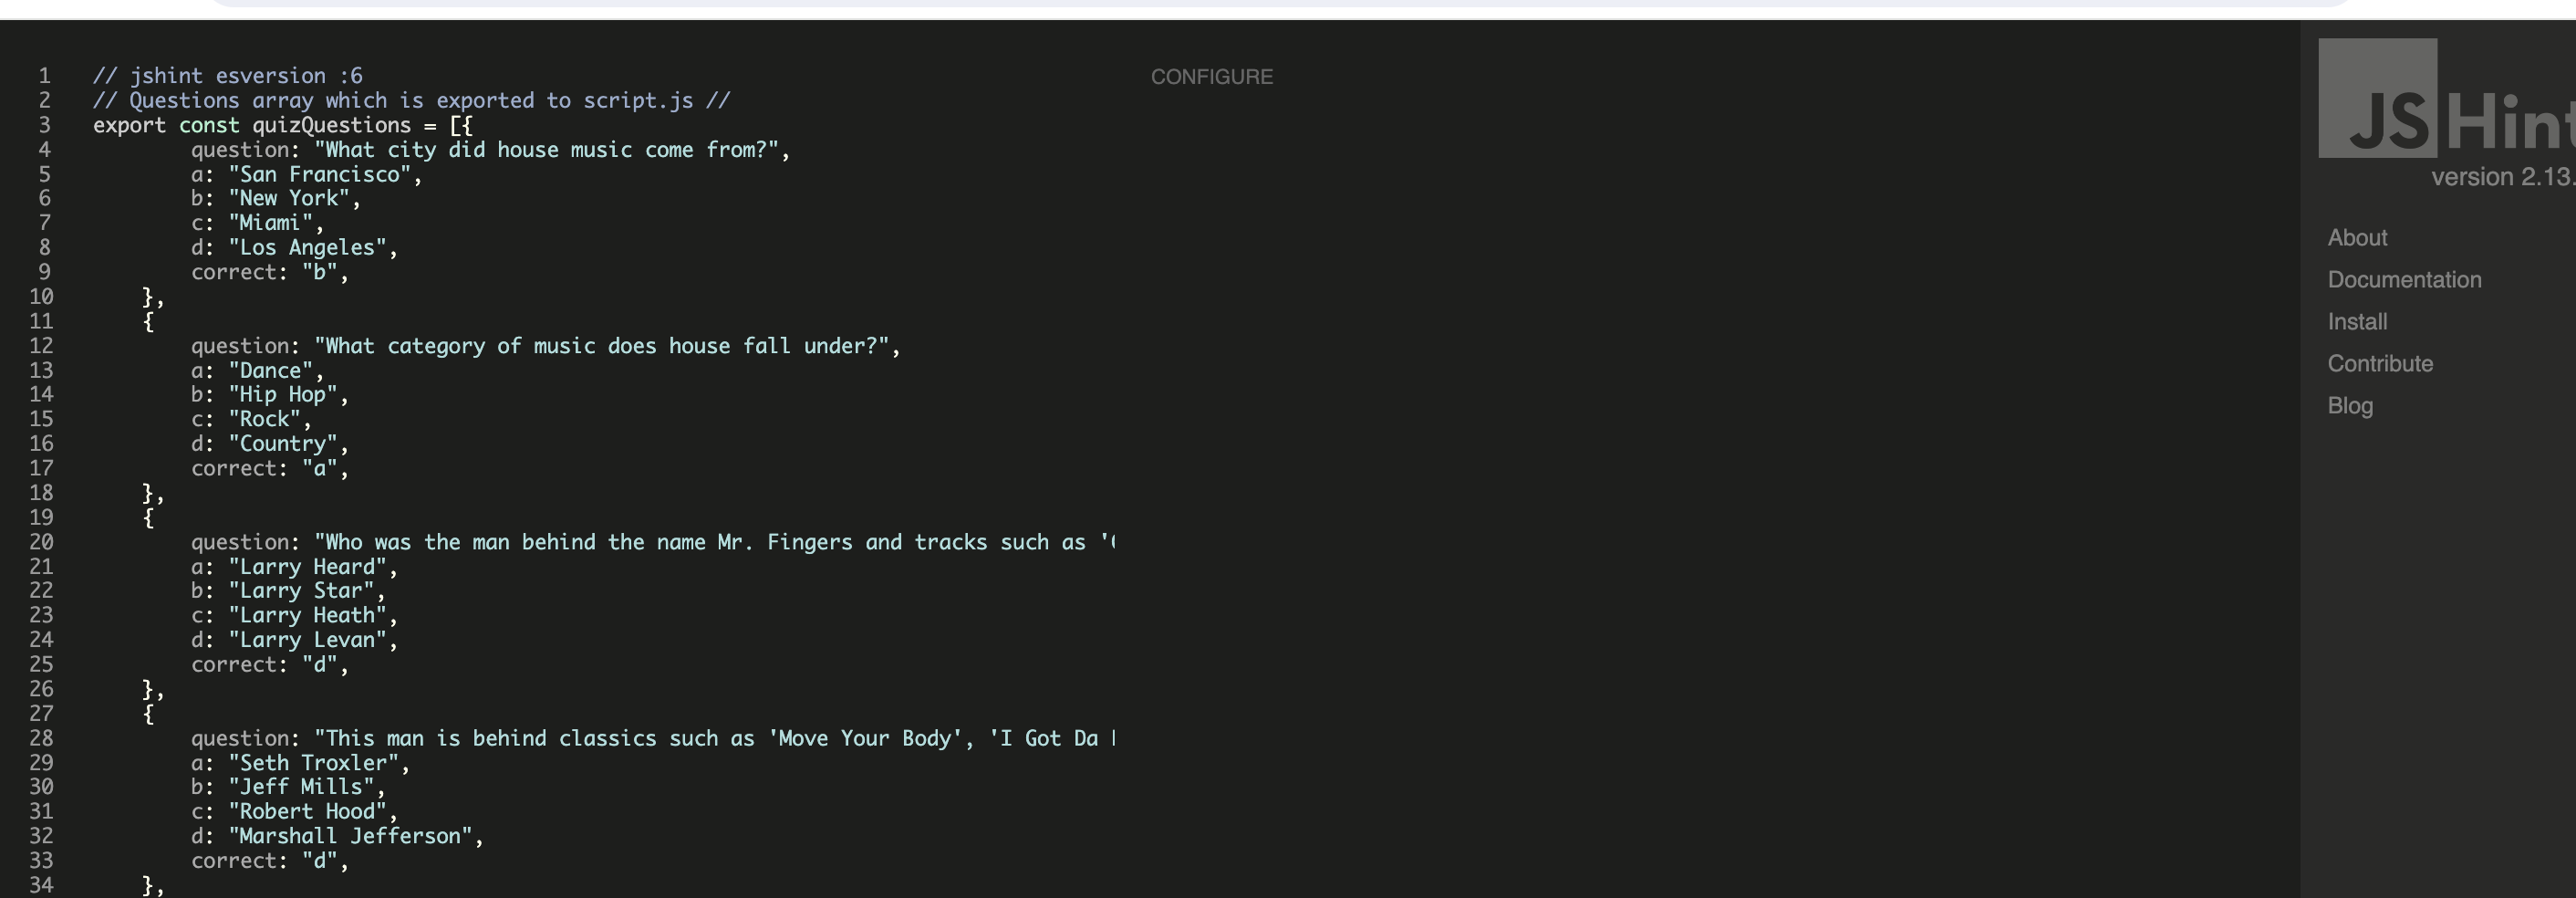 1 // jshint esversion :6
2 // Questions array which is exported to script.js //
3 export const quizQuestions = [{
4 question: "What city did house music come from?",
5 a: "San Francisco",
6 b: "New York",
7 c: "Miami",
8 d: "Los Angeles",
9 correct: "b",
10 },
11 {
12 question: "What category of music does house fall under?",
13 a: "Dance",
14 b: "Hip Hop",
15 c: "Rock",
16 d: "Country",
17 correct: "a",
18 },
19 {
20 question: "Who was the man behind the name Mr. Fingers and tracks such as '
21 a: "Larry Heard",
22 b: "Larry Star",
23 c: "Larry Heath",
24 d: "Larry Levan",
25 correct: "d",
26 },
27 {
28 question: "This man is behind classics such as 'Move Your Body', 'I Got Da
29 a: "Seth Troxler",
30 b: "Jeff Mills",
31 c: "Robert Hood",
32 d: "Marshall Jefferson",
33 correct: "d",
34 },
CONFIGURE
JSHint
version 2.13.
About
Documentation
Install
Contribute
Blog